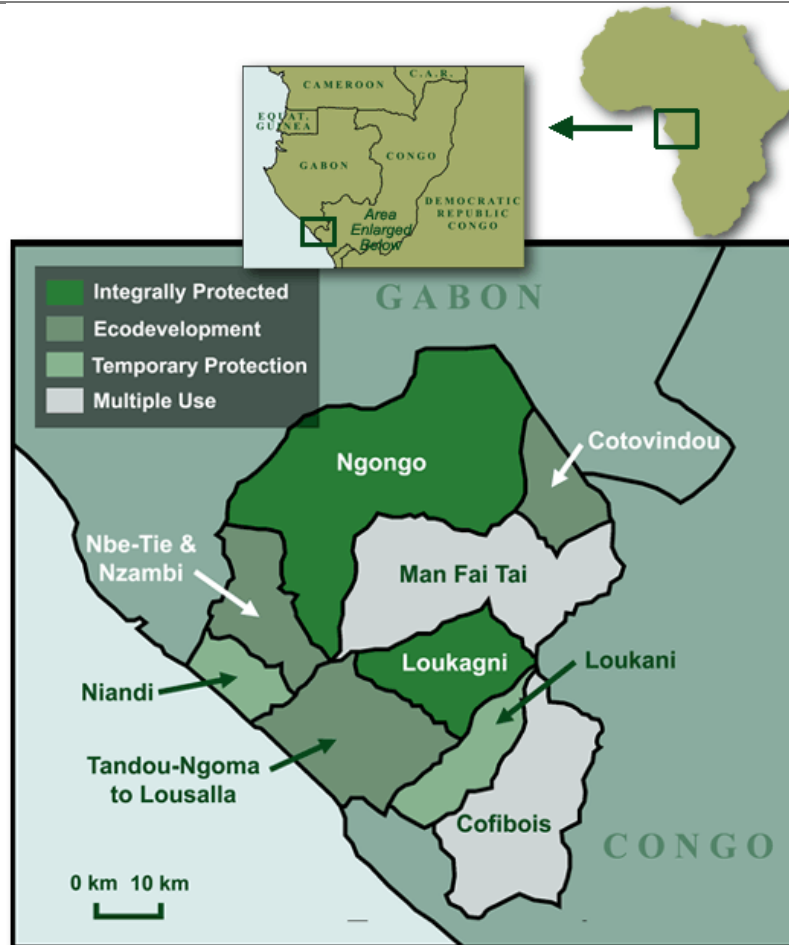 CAMEROON
C.A.R.
EQUAT.
GUINEA
GABON
CONGO
DEMOCRATIC
REPUBLIC
CONGO
Area
Enlarged
Below
Integrally Protected
Ecodevelopment
Temporary Protection
Multiple Use
GABON
Cotovindou
Ngongo
Nbe-Tie &
Nzambi
Man Fai Tai
Loukagni
Loukani
Niandi
Tandou-Ngoma
to Lousalla
Cofibois
CONGO
0 km 10 km